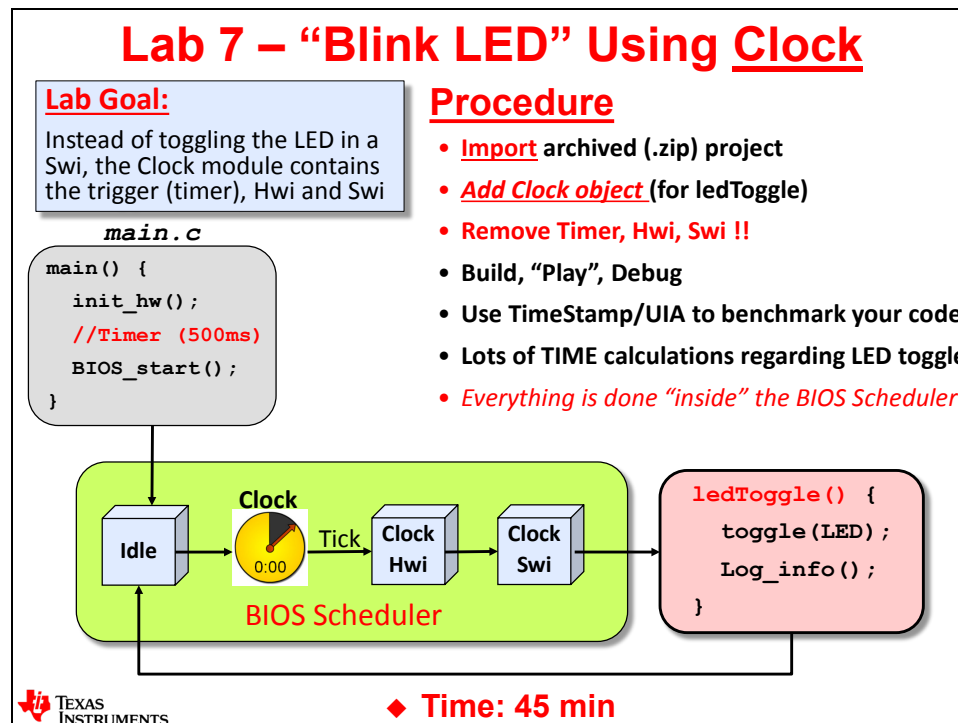 Lab 7 – “Blink LED” Using Clock
Lab Goal:
Instead of toggling the LED in a
Swi, the Clock module contains
the trigger (timer), Hwi and Swi
Procedure
• Import archived (.zip) project
• Add Clock object (for ledToggle)
• Remove Timer, Hwi, Swi !!
• Build, “Play”, Debug
• Use TimeStamp/UIA to benchmark your code
• Lots of TIME calculations regarding LED toggle
• Everything is done “inside” the BIOS Scheduler
main.c
main() {
init_hw();
//Timer (500ms)
BIOS_start();
}
Idle
Clock
0:00
Tick
Clock
Hwi
Clock
Swi
BIOS Scheduler
ledToggle() {
toggle(LED);
Log_info();
}
TEXAS
INSTRUMENTS
◆ Time: 45 min